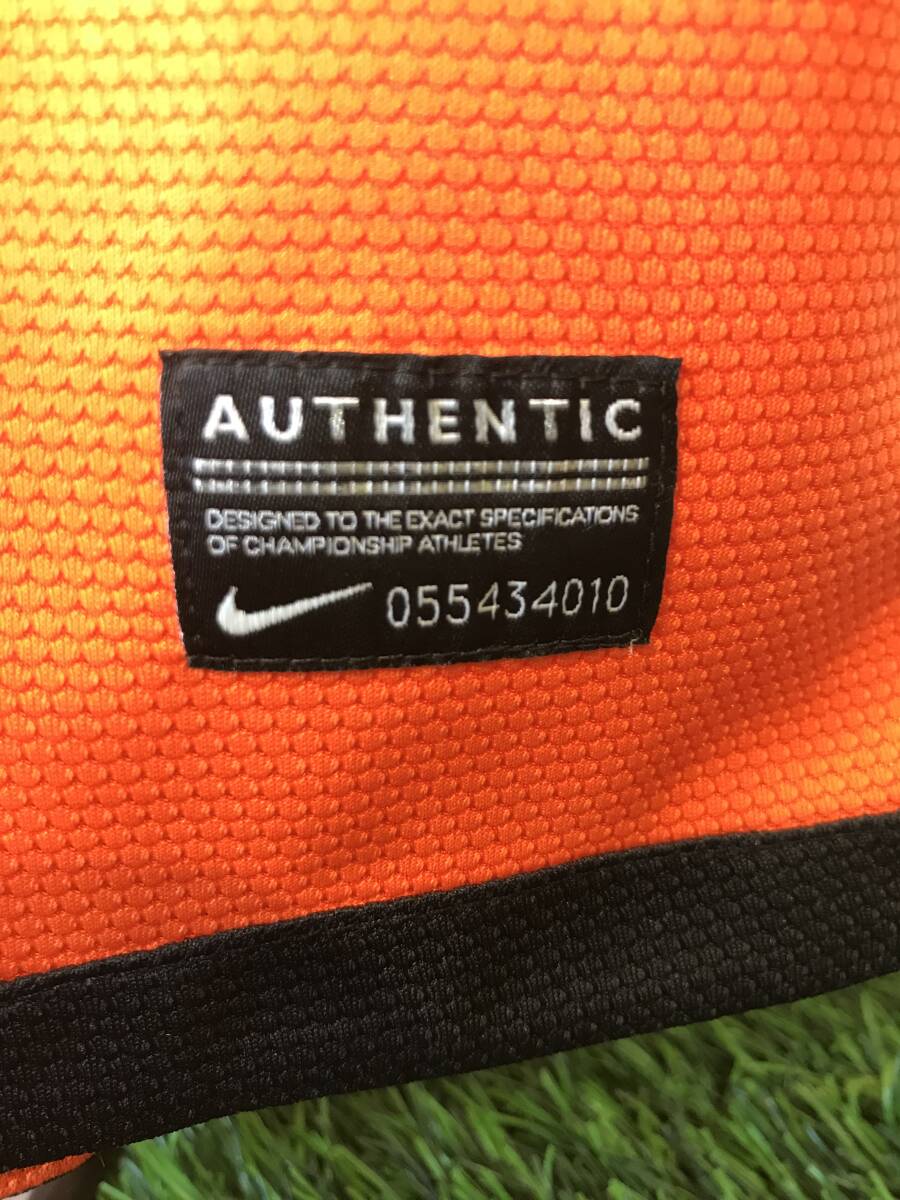 AUTHENTIC
DESIGNED TO THE EXACT SPECIFICATIONS
OF CHAMPIONSHIP ATHLETES
055434010